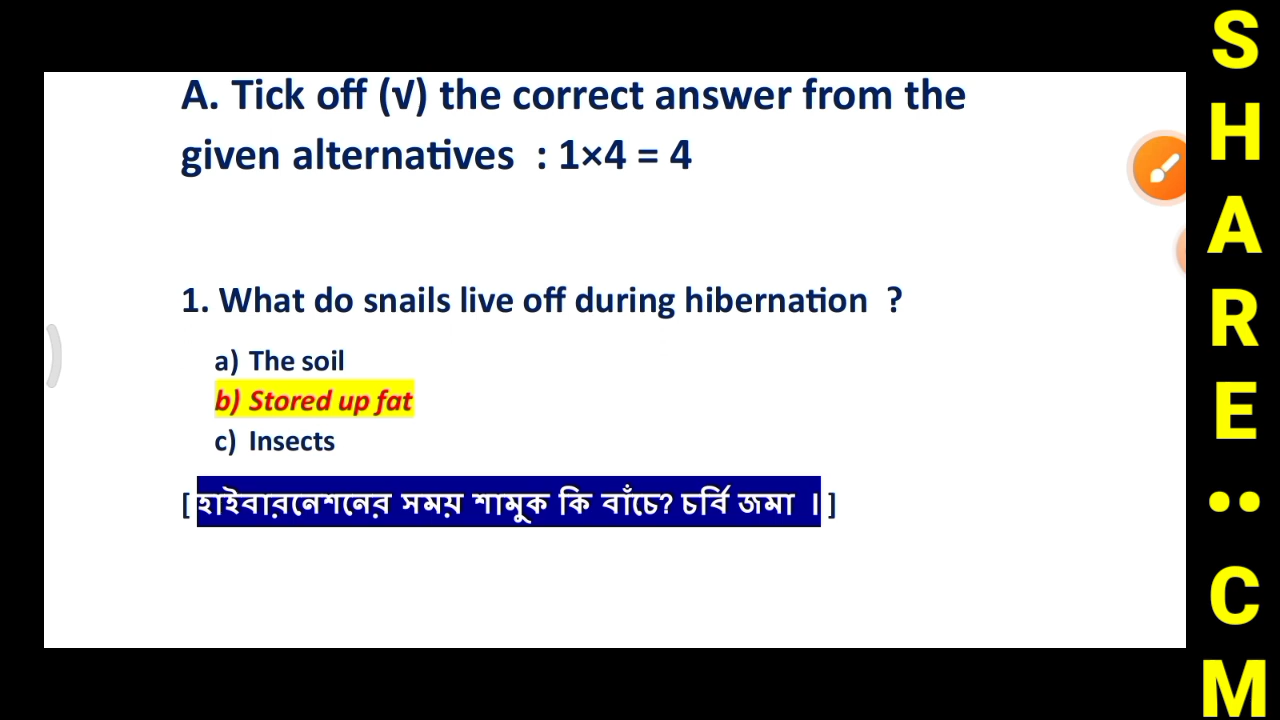 A. Tick off (√) the correct answer from the
given alternatives : 1×4 = 4
1. What do snails live off during hibernation ?
a) The soil
b) Stored up fat
c) Insects
[ হাইবারনেশনের সময় শামুক কি বাঁচে? চর্বি জমা । ]
S
H
A
R
E
••
C
M